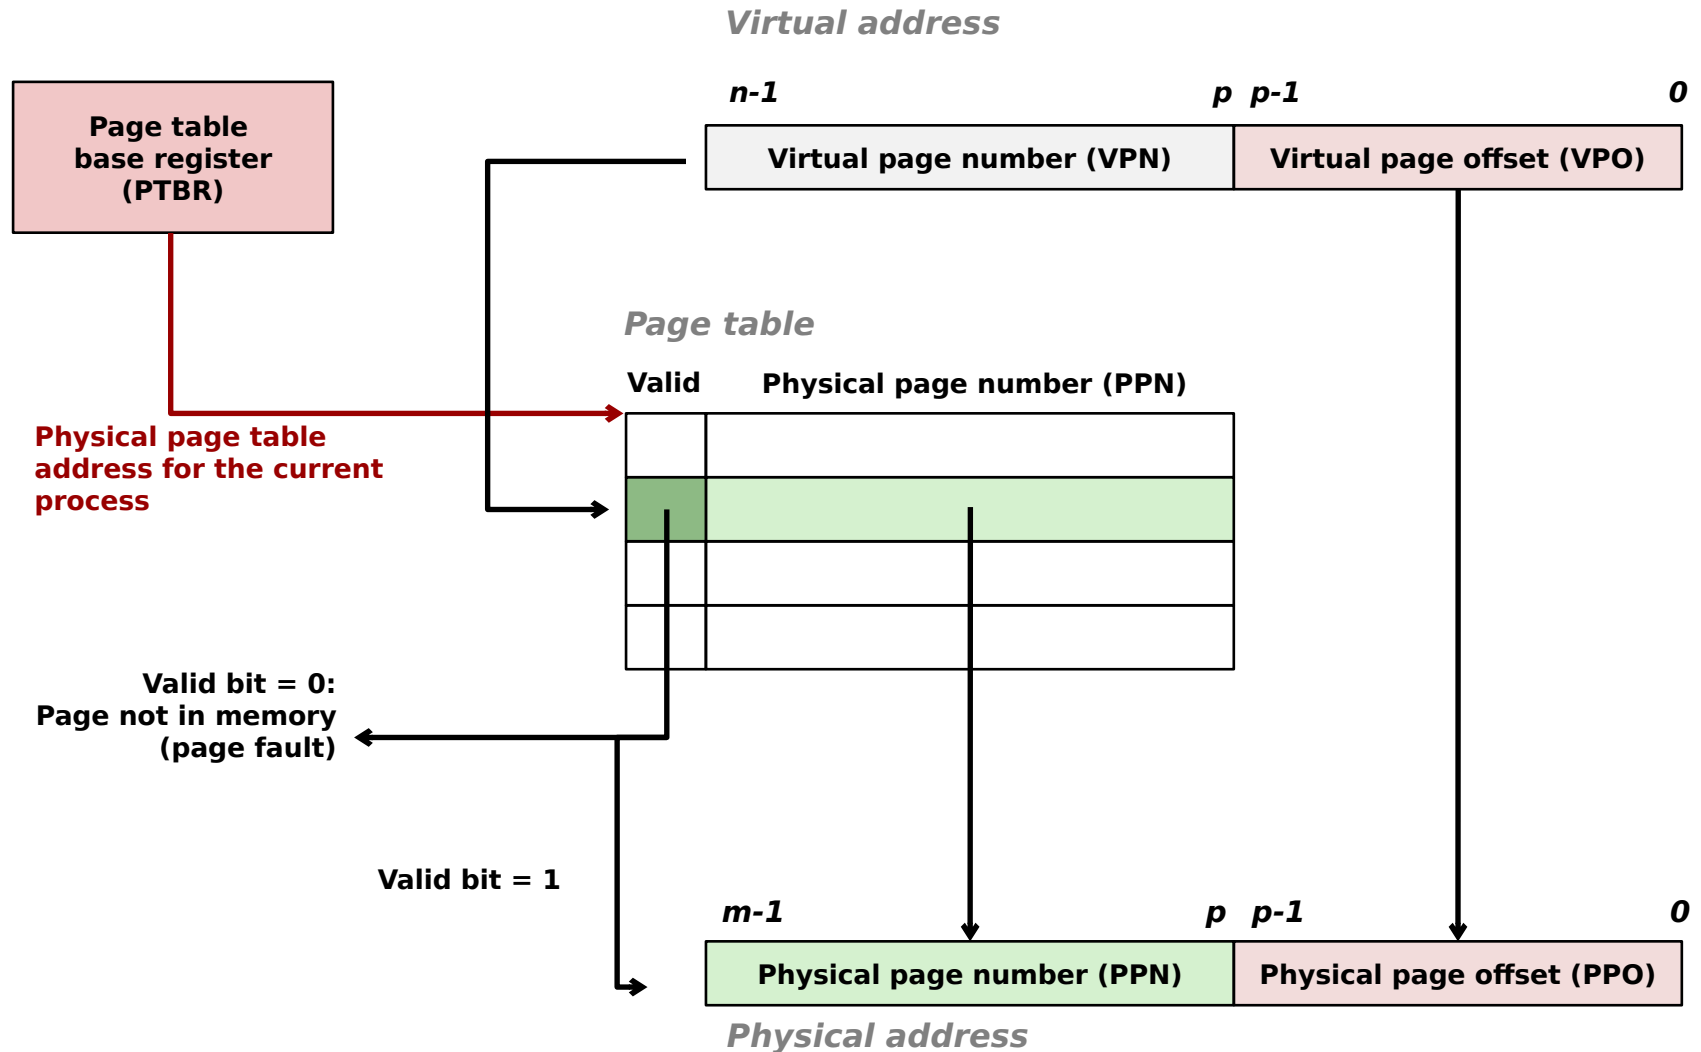 Virtual address
n-1 p p-1 0
Page table
base register
(PTBR)
Virtual page number (VPN) Virtual page offset (VPO)
Page table
Valid Physical page number (PPN)
Physical page table
address for the current
process
Valid bit = 0:
Page not in memory
(page fault)
Valid bit = 1
m-1 p p-1 0
Physical page number (PPN) Physical page offset (PPO)
Physical address